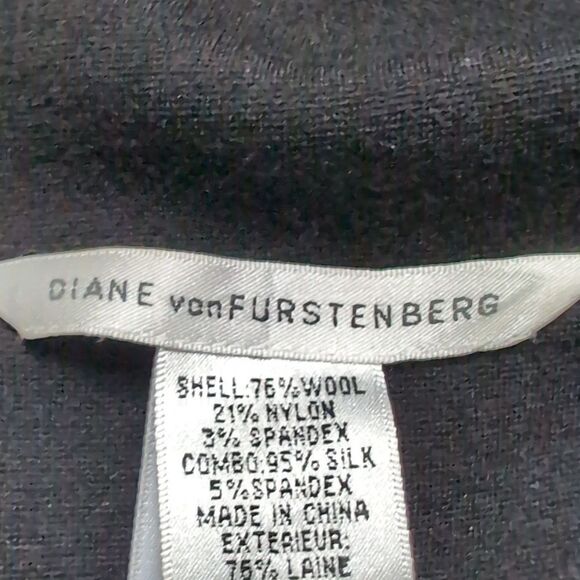 DIANE vonFURSTENBERG
SHELL:76%WOOL
21% NYLON
3% SPANDEX
COMBO:95% SILK
5%SPANDEX
MADE IN CHINA
EXTERIEUR:
76% LAINE